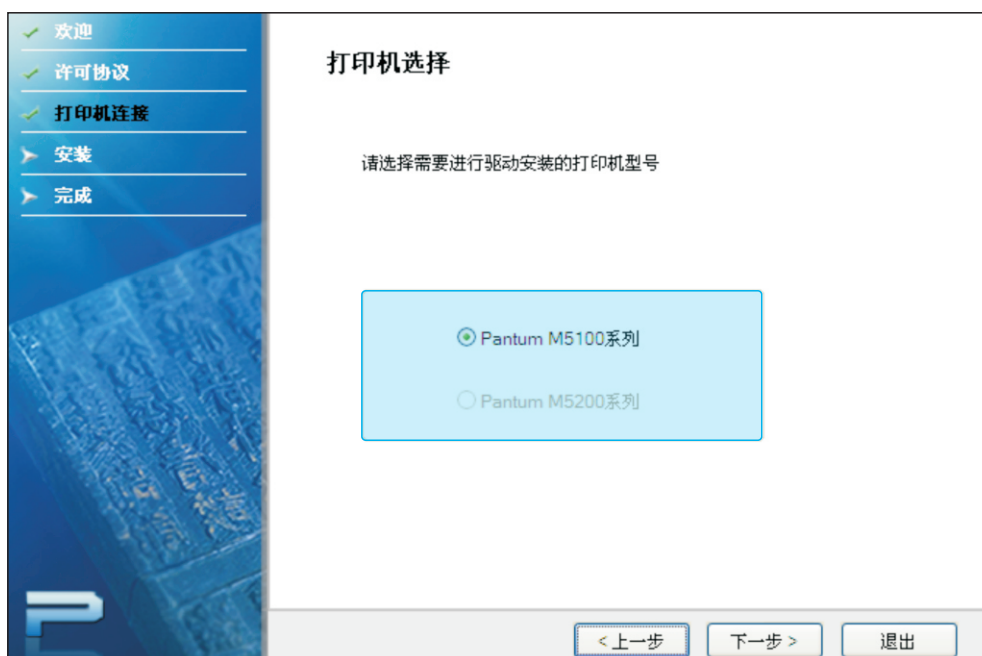 欢迎
许可协议
打印机连接
安装
完成
打印机选择
请选择需要进行驱动安装的打印机型号
Pantum M5100系列
Pantum M5200系列
<上一步
下一步>
退出